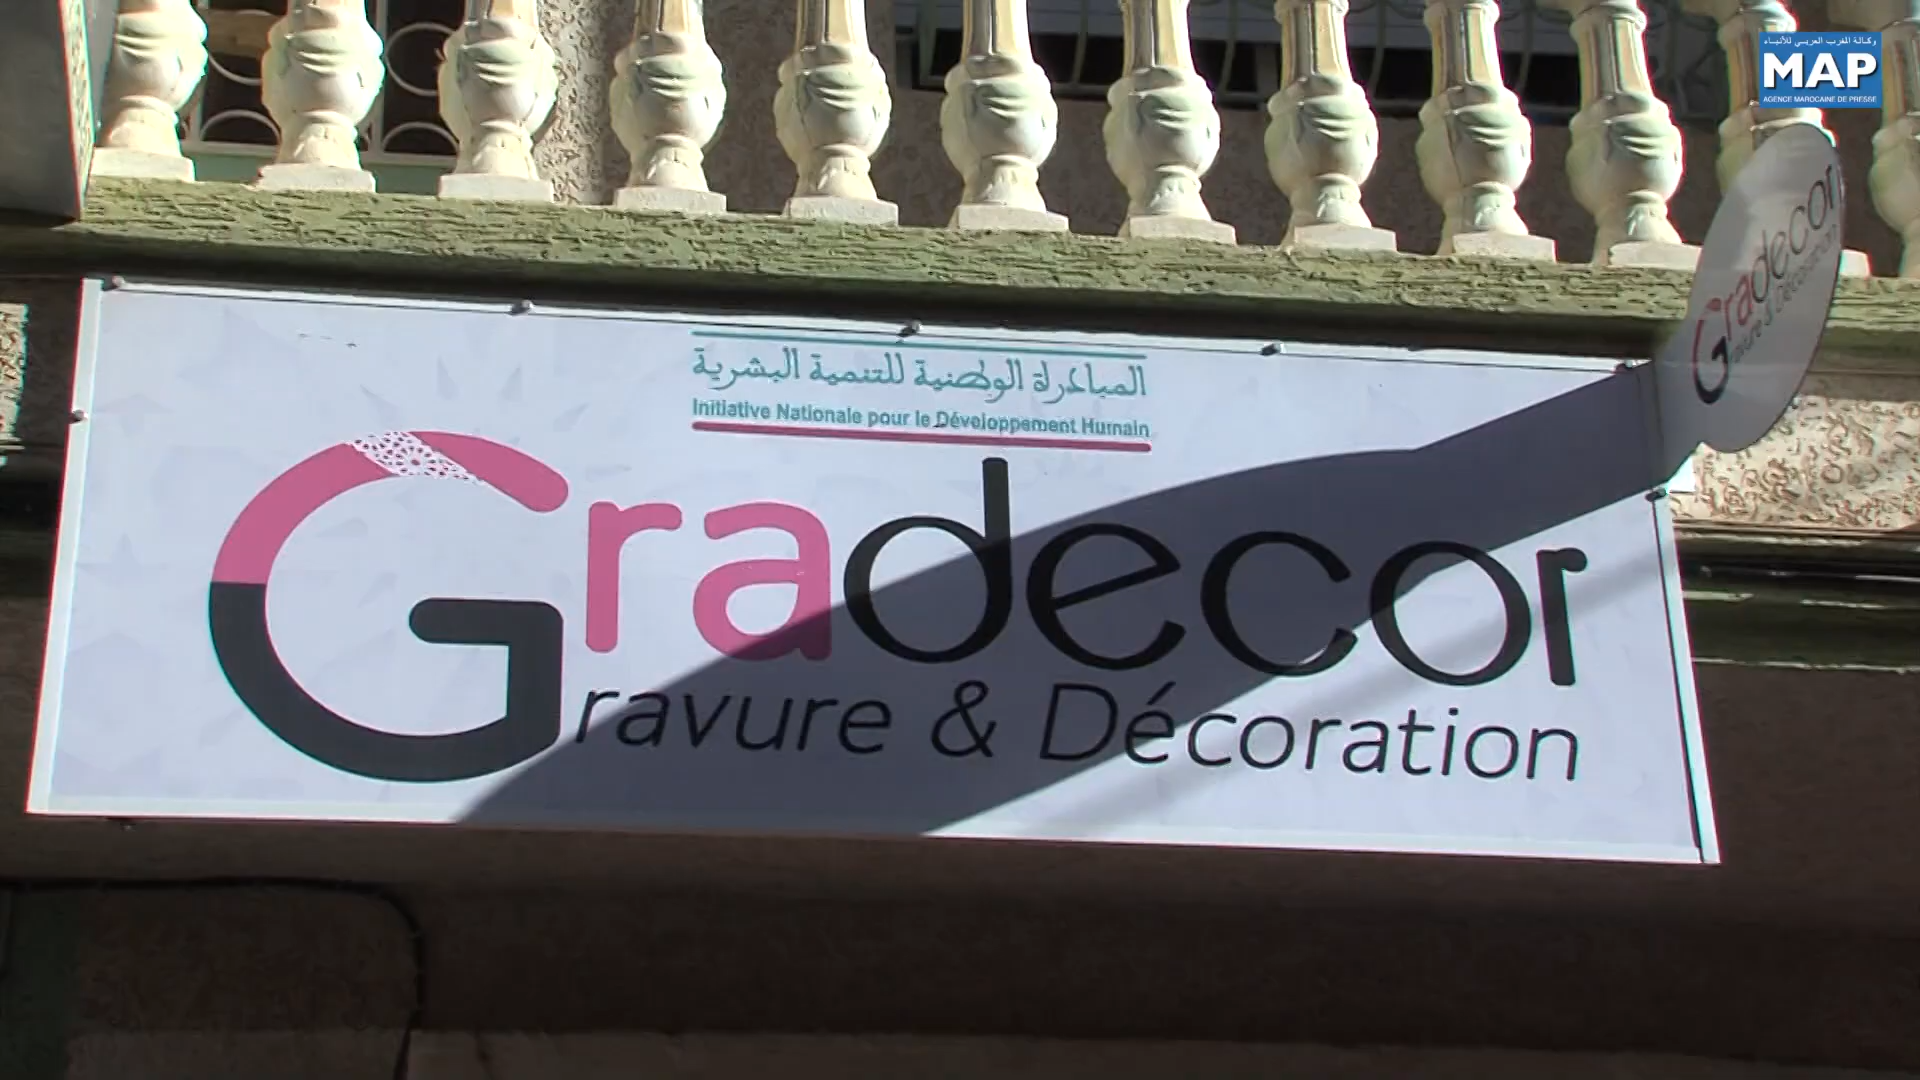 وكالة المغرب العربي للأنباء
MAP
AGENCE MAROCAINE DE PRESSE
المبادرة الوطنية للتنمية البشرية
Initiative Nationale pour le Développement Humain
Gradecor
Gravure & Décoration
Gradecor
Gravure & Décoration